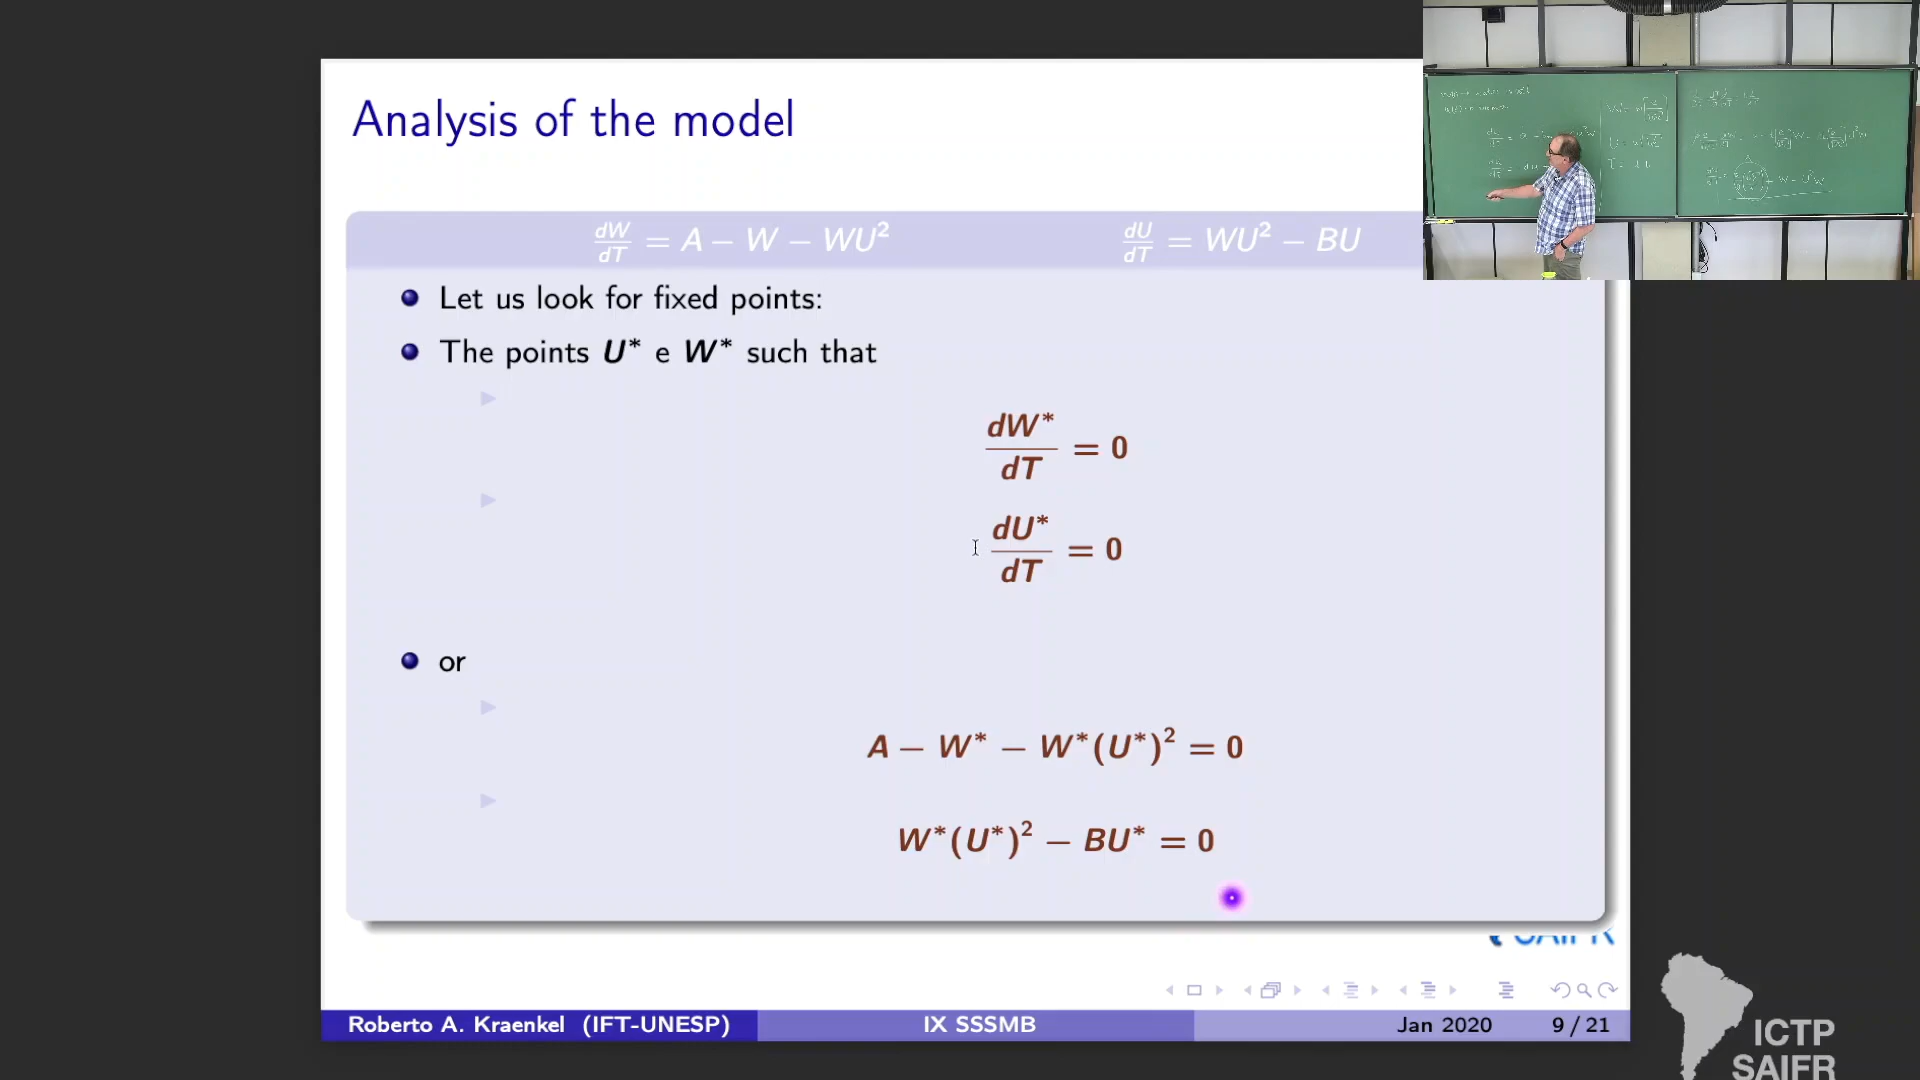 Analysis of the model
dW/dT = A − W − WU² dU/dT = WU² − BU
Let us look for fixed points:
The points U* e W* such that
dW*/dT = 0
dU*/dT = 0
or
A − W* − W*(U*)² = 0
W*(U*)² − BU* = 0
SAIFR
Roberto A. Kraenkel (IFT-UNESP) IX SSSMB Jan 2020 9 / 21
ICTP
SAIFR